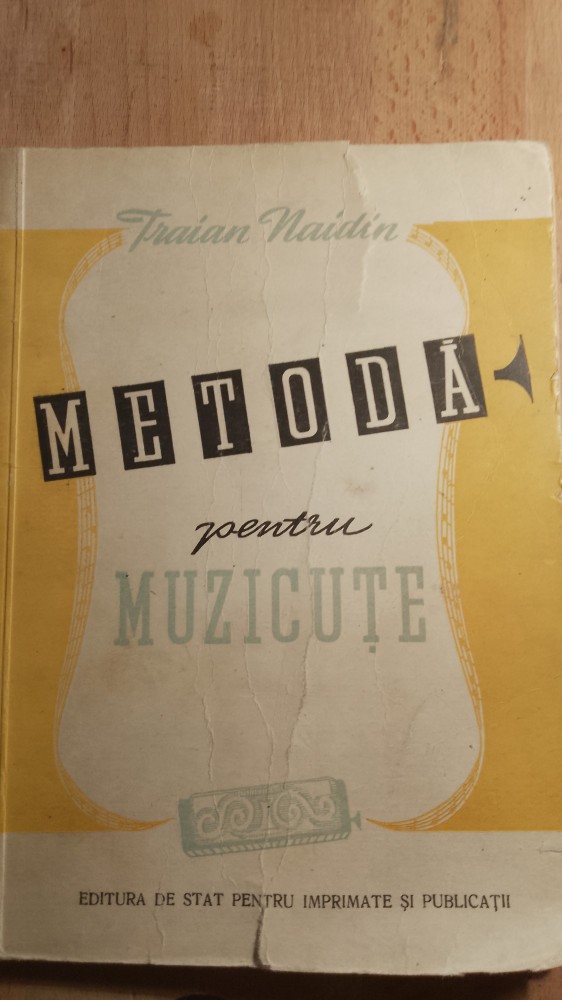 Traian Naidin
METODĂ
pentru
MUZICUȚE
EDITURA DE STAT PENTRU IMPRIMATE ȘI PUBLICAȚII